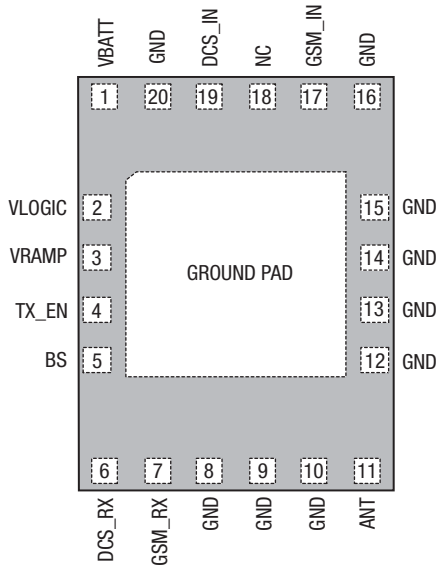 VBATT
GND
DCS_IN
NC
GSM_IN
GND
1
20
19
18
17
16
VLOGIC 2
15 GND
VRAMP 3
14 GND
GROUND PAD
TX_EN 4
13 GND
BS 5
12 GND
6
7
8
9
10
11
DCS_RX
GSM_RX
GND
GND
GND
ANT